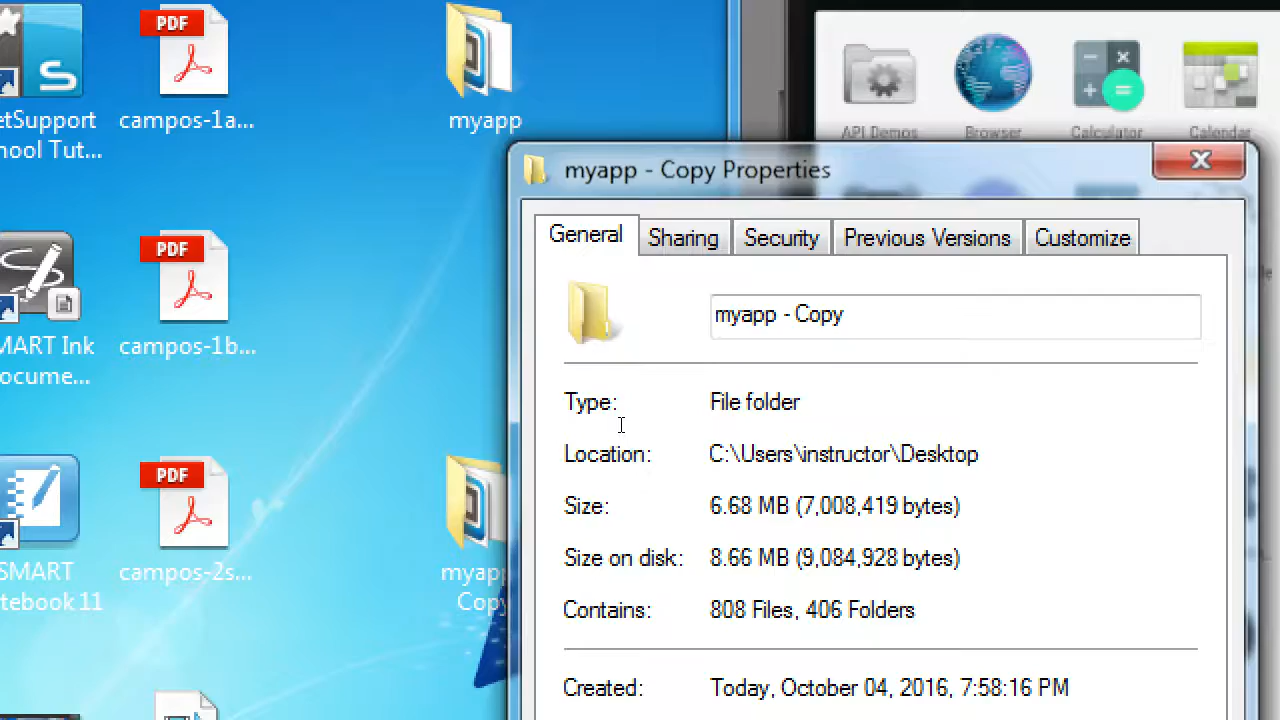 etSupport
hool Tut...
PDF
campos-1a...
myapp
API Demos
Browser
Calculator
Calendar
myapp - Copy Properties
General
Sharing
Security
Previous Versions
Customize
PDF
MART Ink
ocume...
campos-1b...
myapp - Copy
Type:
File folder
Location:
C:\Users\instructor\Desktop
Size:
6.68 MB (7,008,419 bytes)
Size on disk:
8.66 MB (9,084,928 bytes)
Contains:
808 Files, 406 Folders
PDF
SMART
tebook 11
campos-2s...
myapp
Copy
Created:
Today, October 04, 2016, 7:58:16 PM